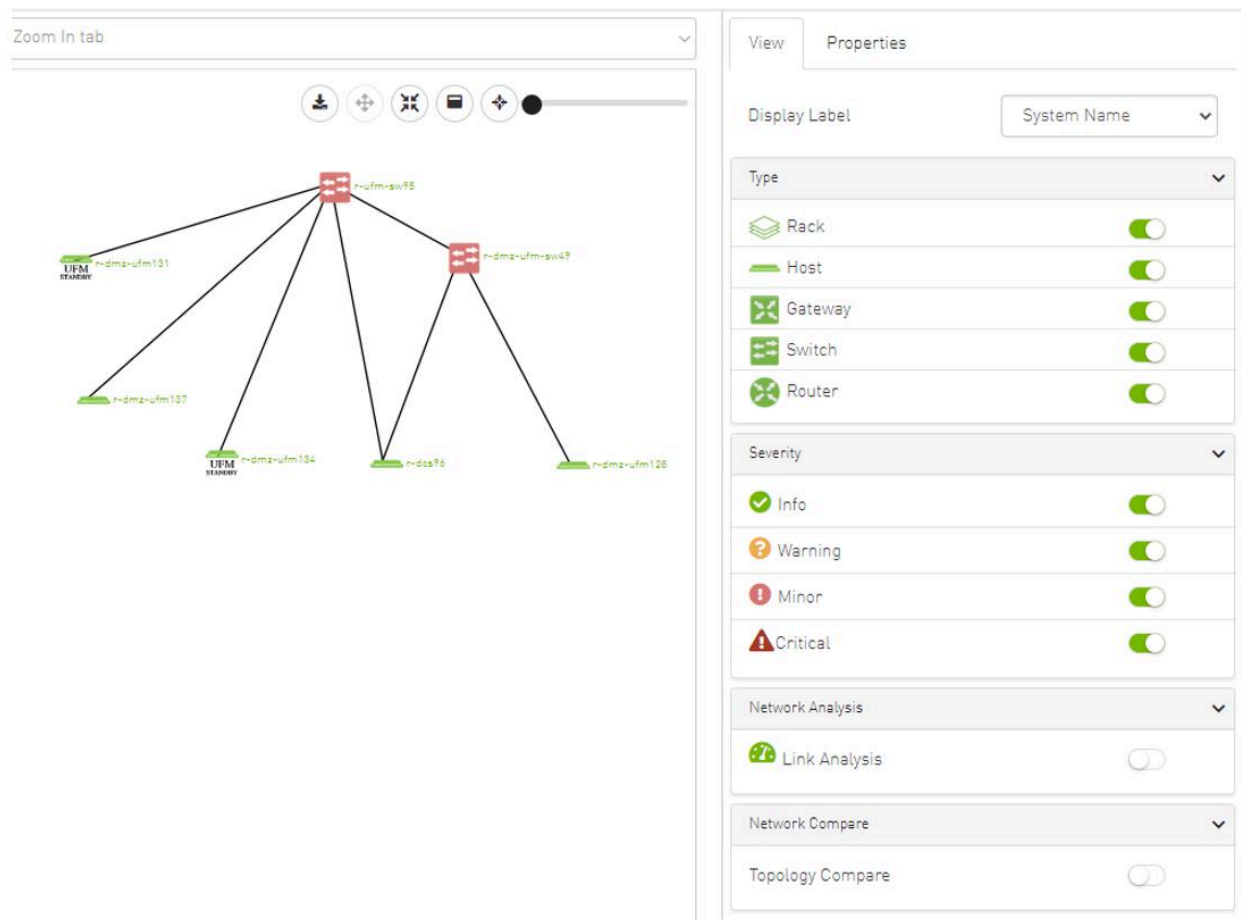 Zoom In tab
View
Properties
Display Label
System Name
r-ufm-sw95
r-dmz-ufm-sw49
r-dmz-ufm131
UFM
STANDBY
r-dmz-ufm137
r-dmz-ufm134
UFM
STANDBY
r-dcs96
r-dmz-ufm128
Type
Rack
Host
Gateway
Switch
Router
Severity
Info
Warning
Minor
Critical
Network Analysis
Link Analysis
Network Compare
Topology Compare